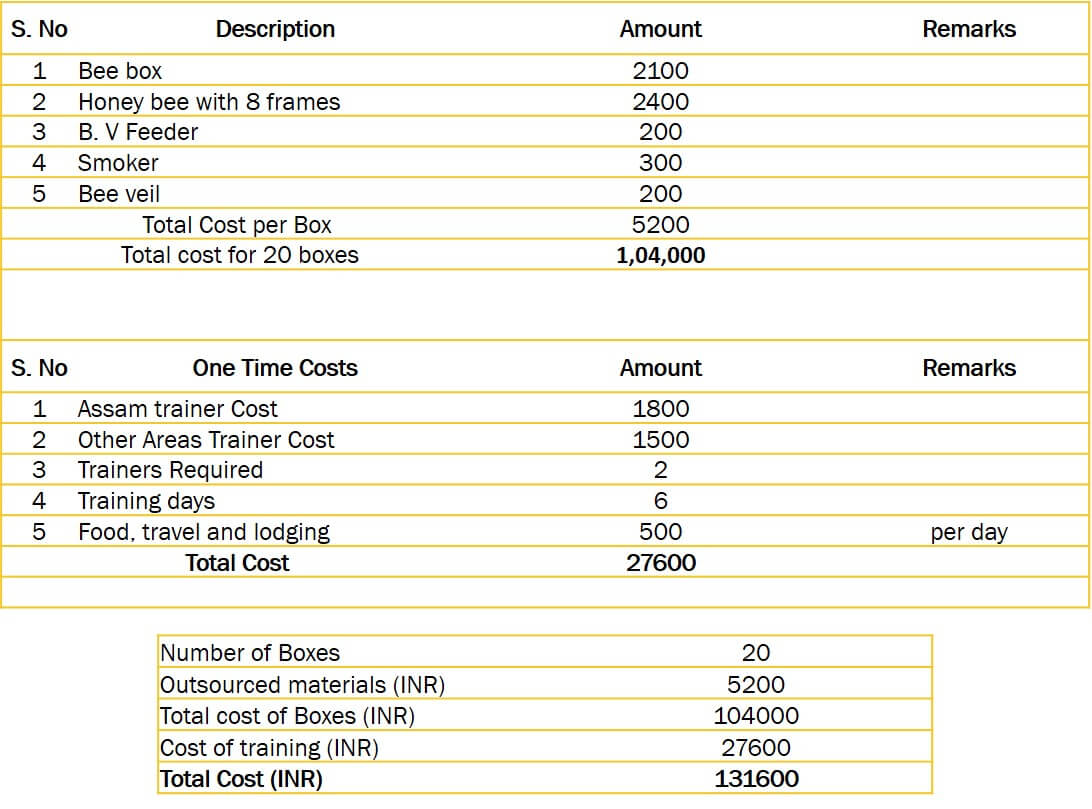 S. No Description Amount Remarks
1 Bee box 2100
2 Honey bee with 8 frames 2400
3 B. V Feeder 200
4 Smoker 300
5 Bee veil 200
Total Cost per Box 5200
Total cost for 20 boxes 1,04,000
S. No One Time Costs Amount Remarks
1 Assam trainer Cost 1800
2 Other Areas Trainer Cost 1500
3 Trainers Required 2
4 Training days 6
5 Food, travel and lodging 500 per day
Total Cost 27600
Number of Boxes 20
Outsourced materials (INR) 5200
Total cost of Boxes (INR) 104000
Cost of training (INR) 27600
Total Cost (INR) 131600